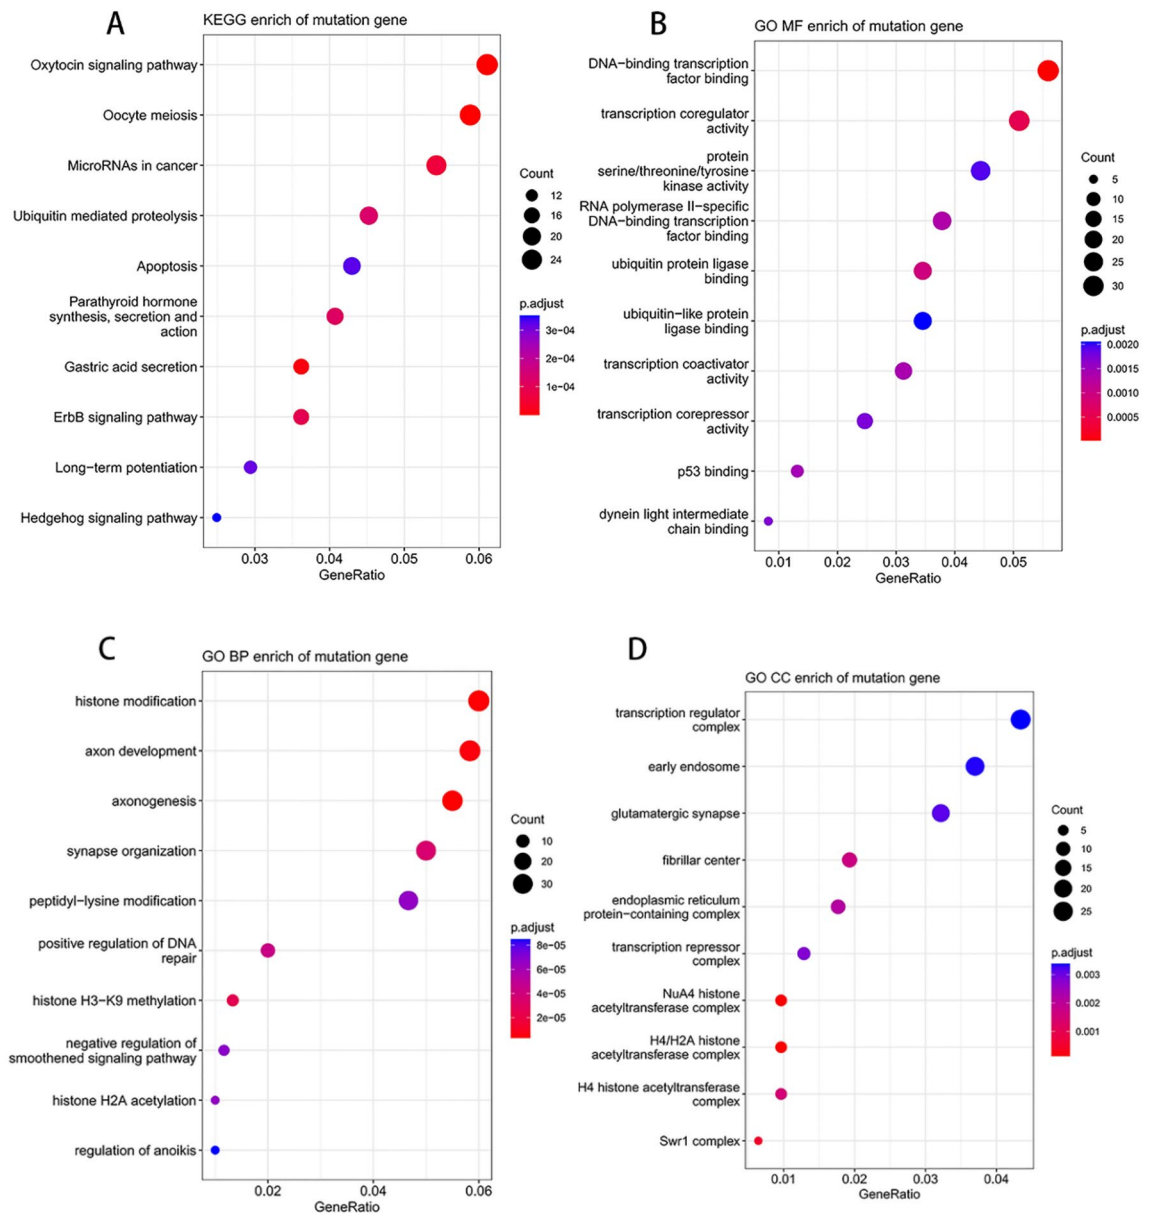 A
KEGG enrich of mutation gene
Oxytocin signaling pathway
Oocyte meiosis
MicroRNAs in cancer
Ubiquitin mediated proteolysis
Apoptosis
Parathyroid hormone
synthesis, secretion and
action
Gastric acid secretion
ErbB signaling pathway
Long−term potentiation
Hedgehog signaling pathway
0.03 0.04 0.05 0.06
GeneRatio
Count
12
16
20
24
p.adjust
3e−04
2e−04
1e−04
B
GO MF enrich of mutation gene
DNA−binding transcription
factor binding
transcription coregulator
activity
protein
serine/threonine/tyrosine
kinase activity
RNA polymerase II−specific
DNA−binding transcription
factor binding
ubiquitin protein ligase
binding
ubiquitin−like protein
ligase binding
transcription coactivator
activity
transcription corepressor
activity
p53 binding
dynein light intermediate
chain binding
0.01 0.02 0.03 0.04 0.05
GeneRatio
Count
5
10
15
20
25
30
p.adjust
0.0020
0.0015
0.0010
0.0005
C
GO BP enrich of mutation gene
histone modification
axon development
axonogenesis
synapse organization
peptidyl−lysine modification
positive regulation of DNA
repair
histone H3−K9 methylation
negative regulation of
smoothened signaling pathway
histone H2A acetylation
regulation of anoikis
0.02 0.04 0.06
GeneRatio
Count
10
20
30
p.adjust
8e−05
6e−05
4e−05
2e−05
D
GO CC enrich of mutation gene
transcription regulator
complex
early endosome
glutamatergic synapse
fibrillar center
endoplasmic reticulum
protein−containing complex
transcription repressor
complex
NuA4 histone
acetyltransferase complex
H4/H2A histone
acetyltransferase complex
H4 histone acetyltransferase
complex
Swr1 complex
0.01 0.02 0.03 0.04
GeneRatio
Count
5
10
15
20
25
p.adjust
0.003
0.002
0.001